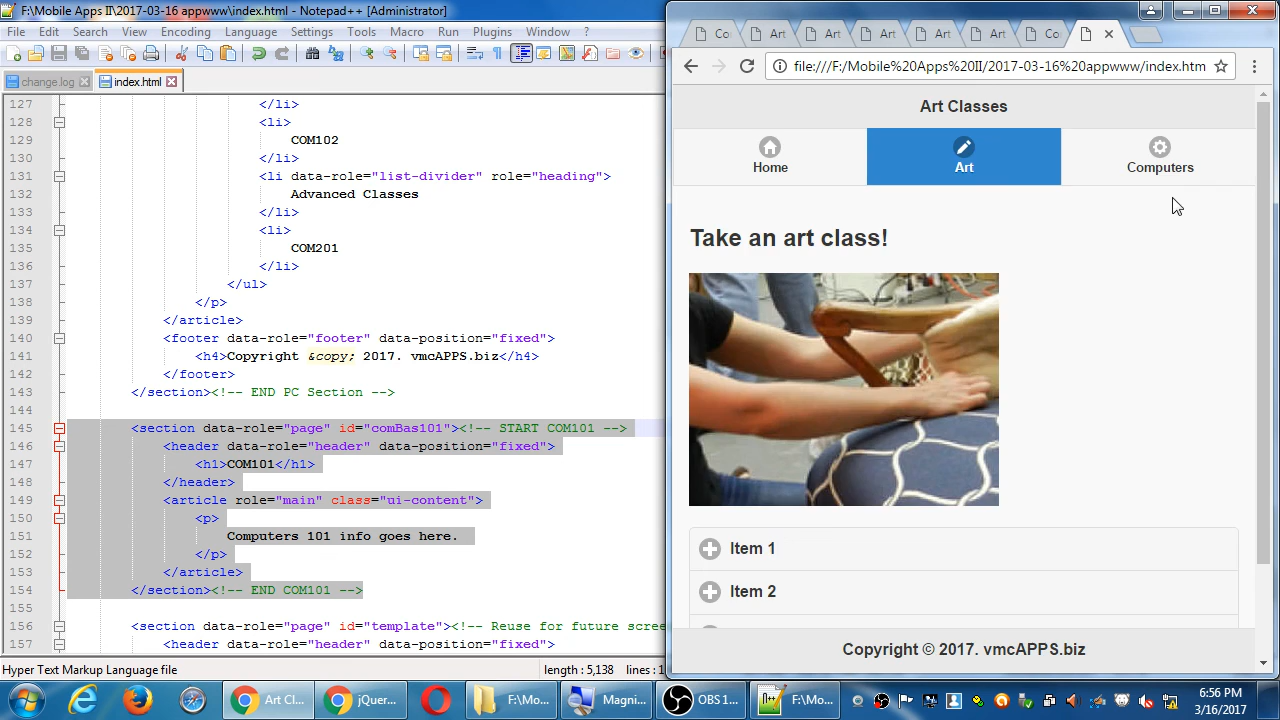 F:\Mobile Apps II\2017-03-16 appwww\index.html - Notepad++ [Administrator]
File Edit Search View Encoding Language Settings Tools Macro Run Plugins Window ?
change.log index.html
127 </li>
128 <li>
129 COM102
130 </li>
131 <li data-role="list-divider" role="heading">
132 Advanced Classes
133 </li>
134 <li>
135 COM201
136 </li>
137 </ul>
138 </p>
139 </article>
140 <footer data-role="footer" data-position="fixed">
141 <h4>Copyright &copy; 2017. vmcAPPS.biz</h4>
142 </footer>
143 </section><!-- END PC Section -->
144
145 <section data-role="page" id="comBas101"><!-- START COM101 -->
146 <header data-role="header" data-position="fixed">
147 <h1>COM101</h1>
148 </header>
149 <article role="main" class="ui-content">
150 <p>
151 Computers 101 info goes here.
152 </p>
153 </article>
154 </section><!-- END COM101 -->
155
156 <section data-role="page" id="template"><!-- Reuse for future scree
157 <header data-role="header" data-position="fixed">
Hyper Text Markup Language file length : 5,138 lines : 1
Co Art Art Art Art Art Co
file:///F:/Mobile%20Apps%20II/2017-03-16%20appwww/index.htm
Art Classes
Home Art Computers
Take an art class!
Item 1
Item 2
Copyright © 2017. vmcAPPS.biz
Art Cl... jQuer... F:\Mo... Magni... OBS 1... F:\Mo...
6:56 PM
3/16/2017